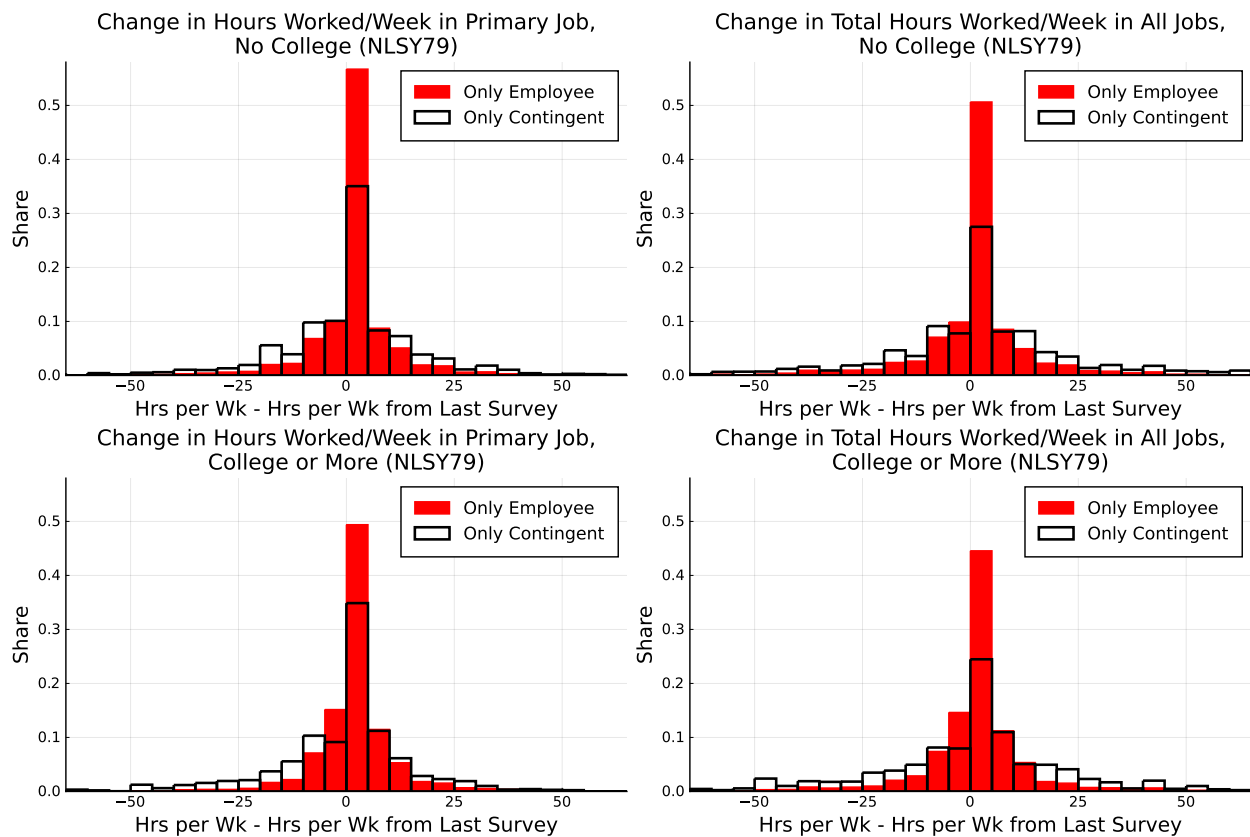 Change in Hours Worked/Week in Primary Job,
No College (NLSY79)
Share
0.5
0.4
0.3
0.2
0.1
0.0
Only Employee
Only Contingent
−50
−25
0
25
50
Hrs per Wk - Hrs per Wk from Last Survey
Change in Total Hours Worked/Week in All Jobs,
No College (NLSY79)
Share
0.5
0.4
0.3
0.2
0.1
0.0
Only Employee
Only Contingent
−50
−25
0
25
50
Hrs per Wk - Hrs per Wk from Last Survey
Change in Hours Worked/Week in Primary Job,
College or More (NLSY79)
Share
0.5
0.4
0.3
0.2
0.1
0.0
Only Employee
Only Contingent
−50
−25
0
25
50
Hrs per Wk - Hrs per Wk from Last Survey
Change in Total Hours Worked/Week in All Jobs,
College or More (NLSY79)
Share
0.5
0.4
0.3
0.2
0.1
0.0
Only Employee
Only Contingent
−50
−25
0
25
50
Hrs per Wk - Hrs per Wk from Last Survey